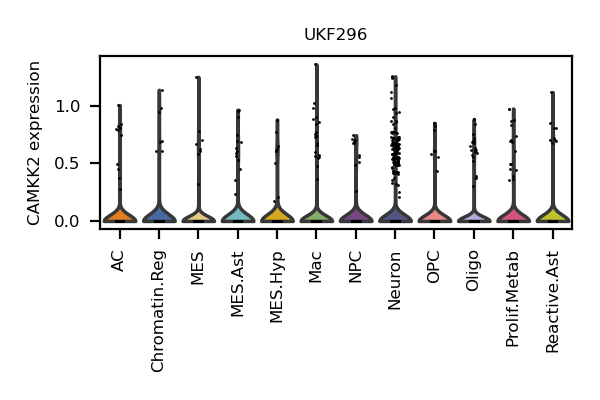 UKF296
CAMKK2 expression
1.0
0.5
0.0
AC
Chromatin.Reg
MES
MES.Ast
MES.Hyp
Mac
NPC
Neuron
OPC
Oligo
Prolif.Metab
Reactive.Ast